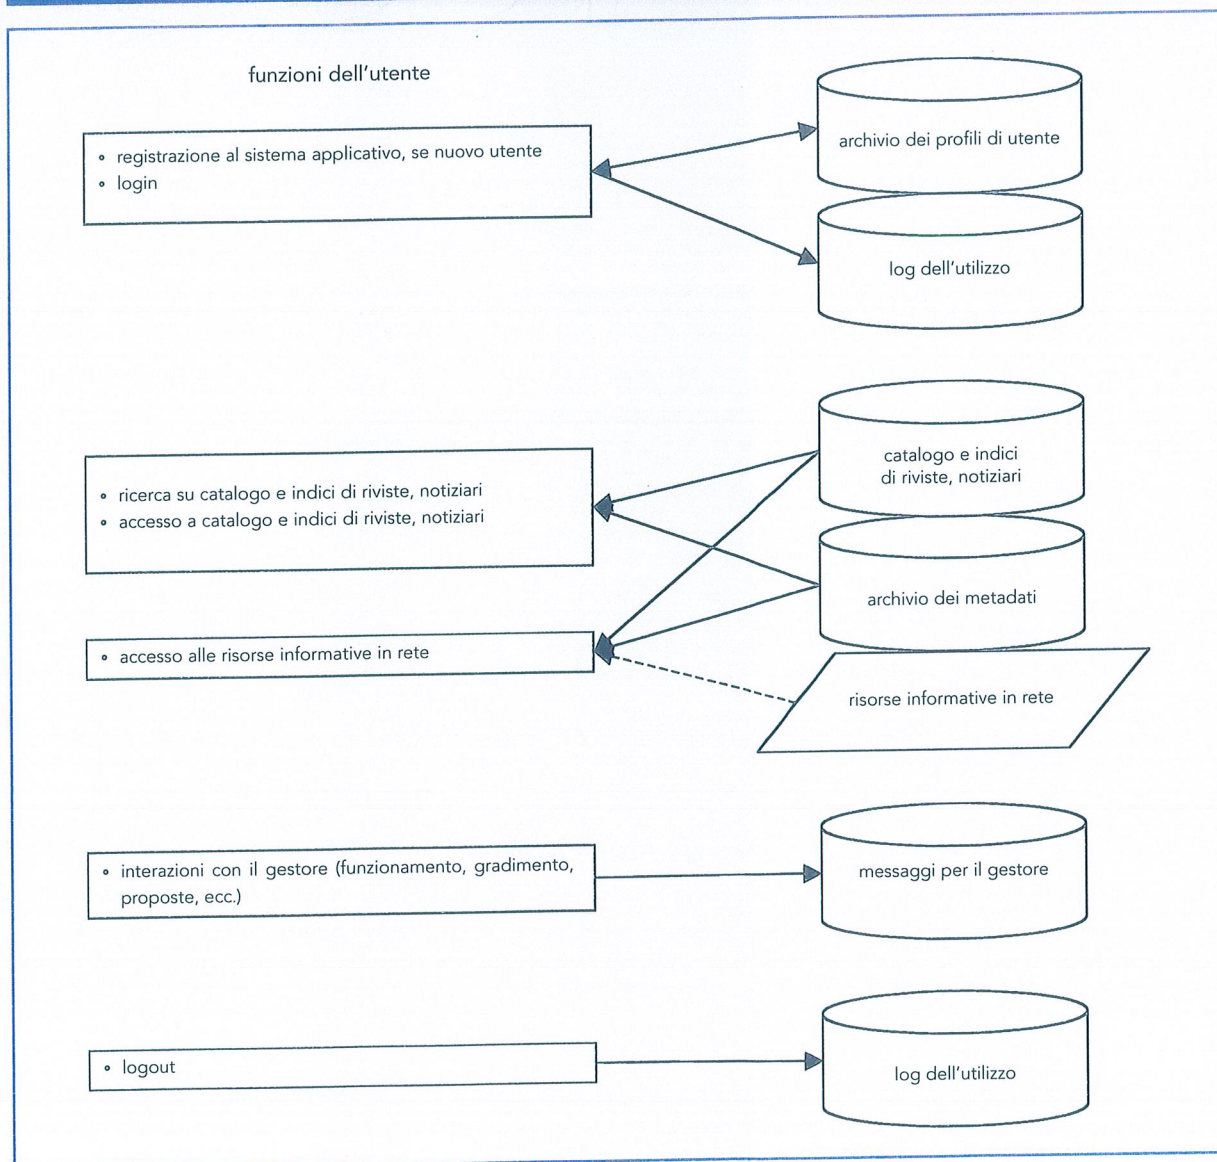 funzioni dell'utente
• registrazione al sistema applicativo, se nuovo utente
• login
archivio dei profili di utente
log dell'utilizzo
• ricerca su catalogo e indici di riviste, notiziari
• accesso a catalogo e indici di riviste, notiziari
catalogo e indici
di riviste, notiziari
archivio dei metadati
• accesso alle risorse informative in rete
risorse informative in rete
• interazioni con il gestore (funzionamento, gradimento,
proposte, ecc.)
messaggi per il gestore
• logout
log dell'utilizzo